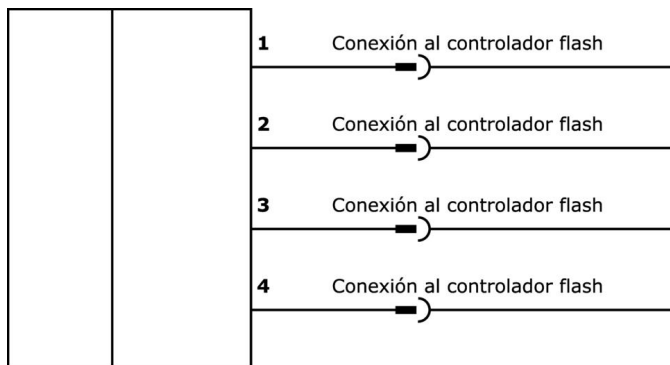 1 Conexión al controlador flash
2 Conexión al controlador flash
3 Conexión al controlador flash
4 Conexión al controlador flash